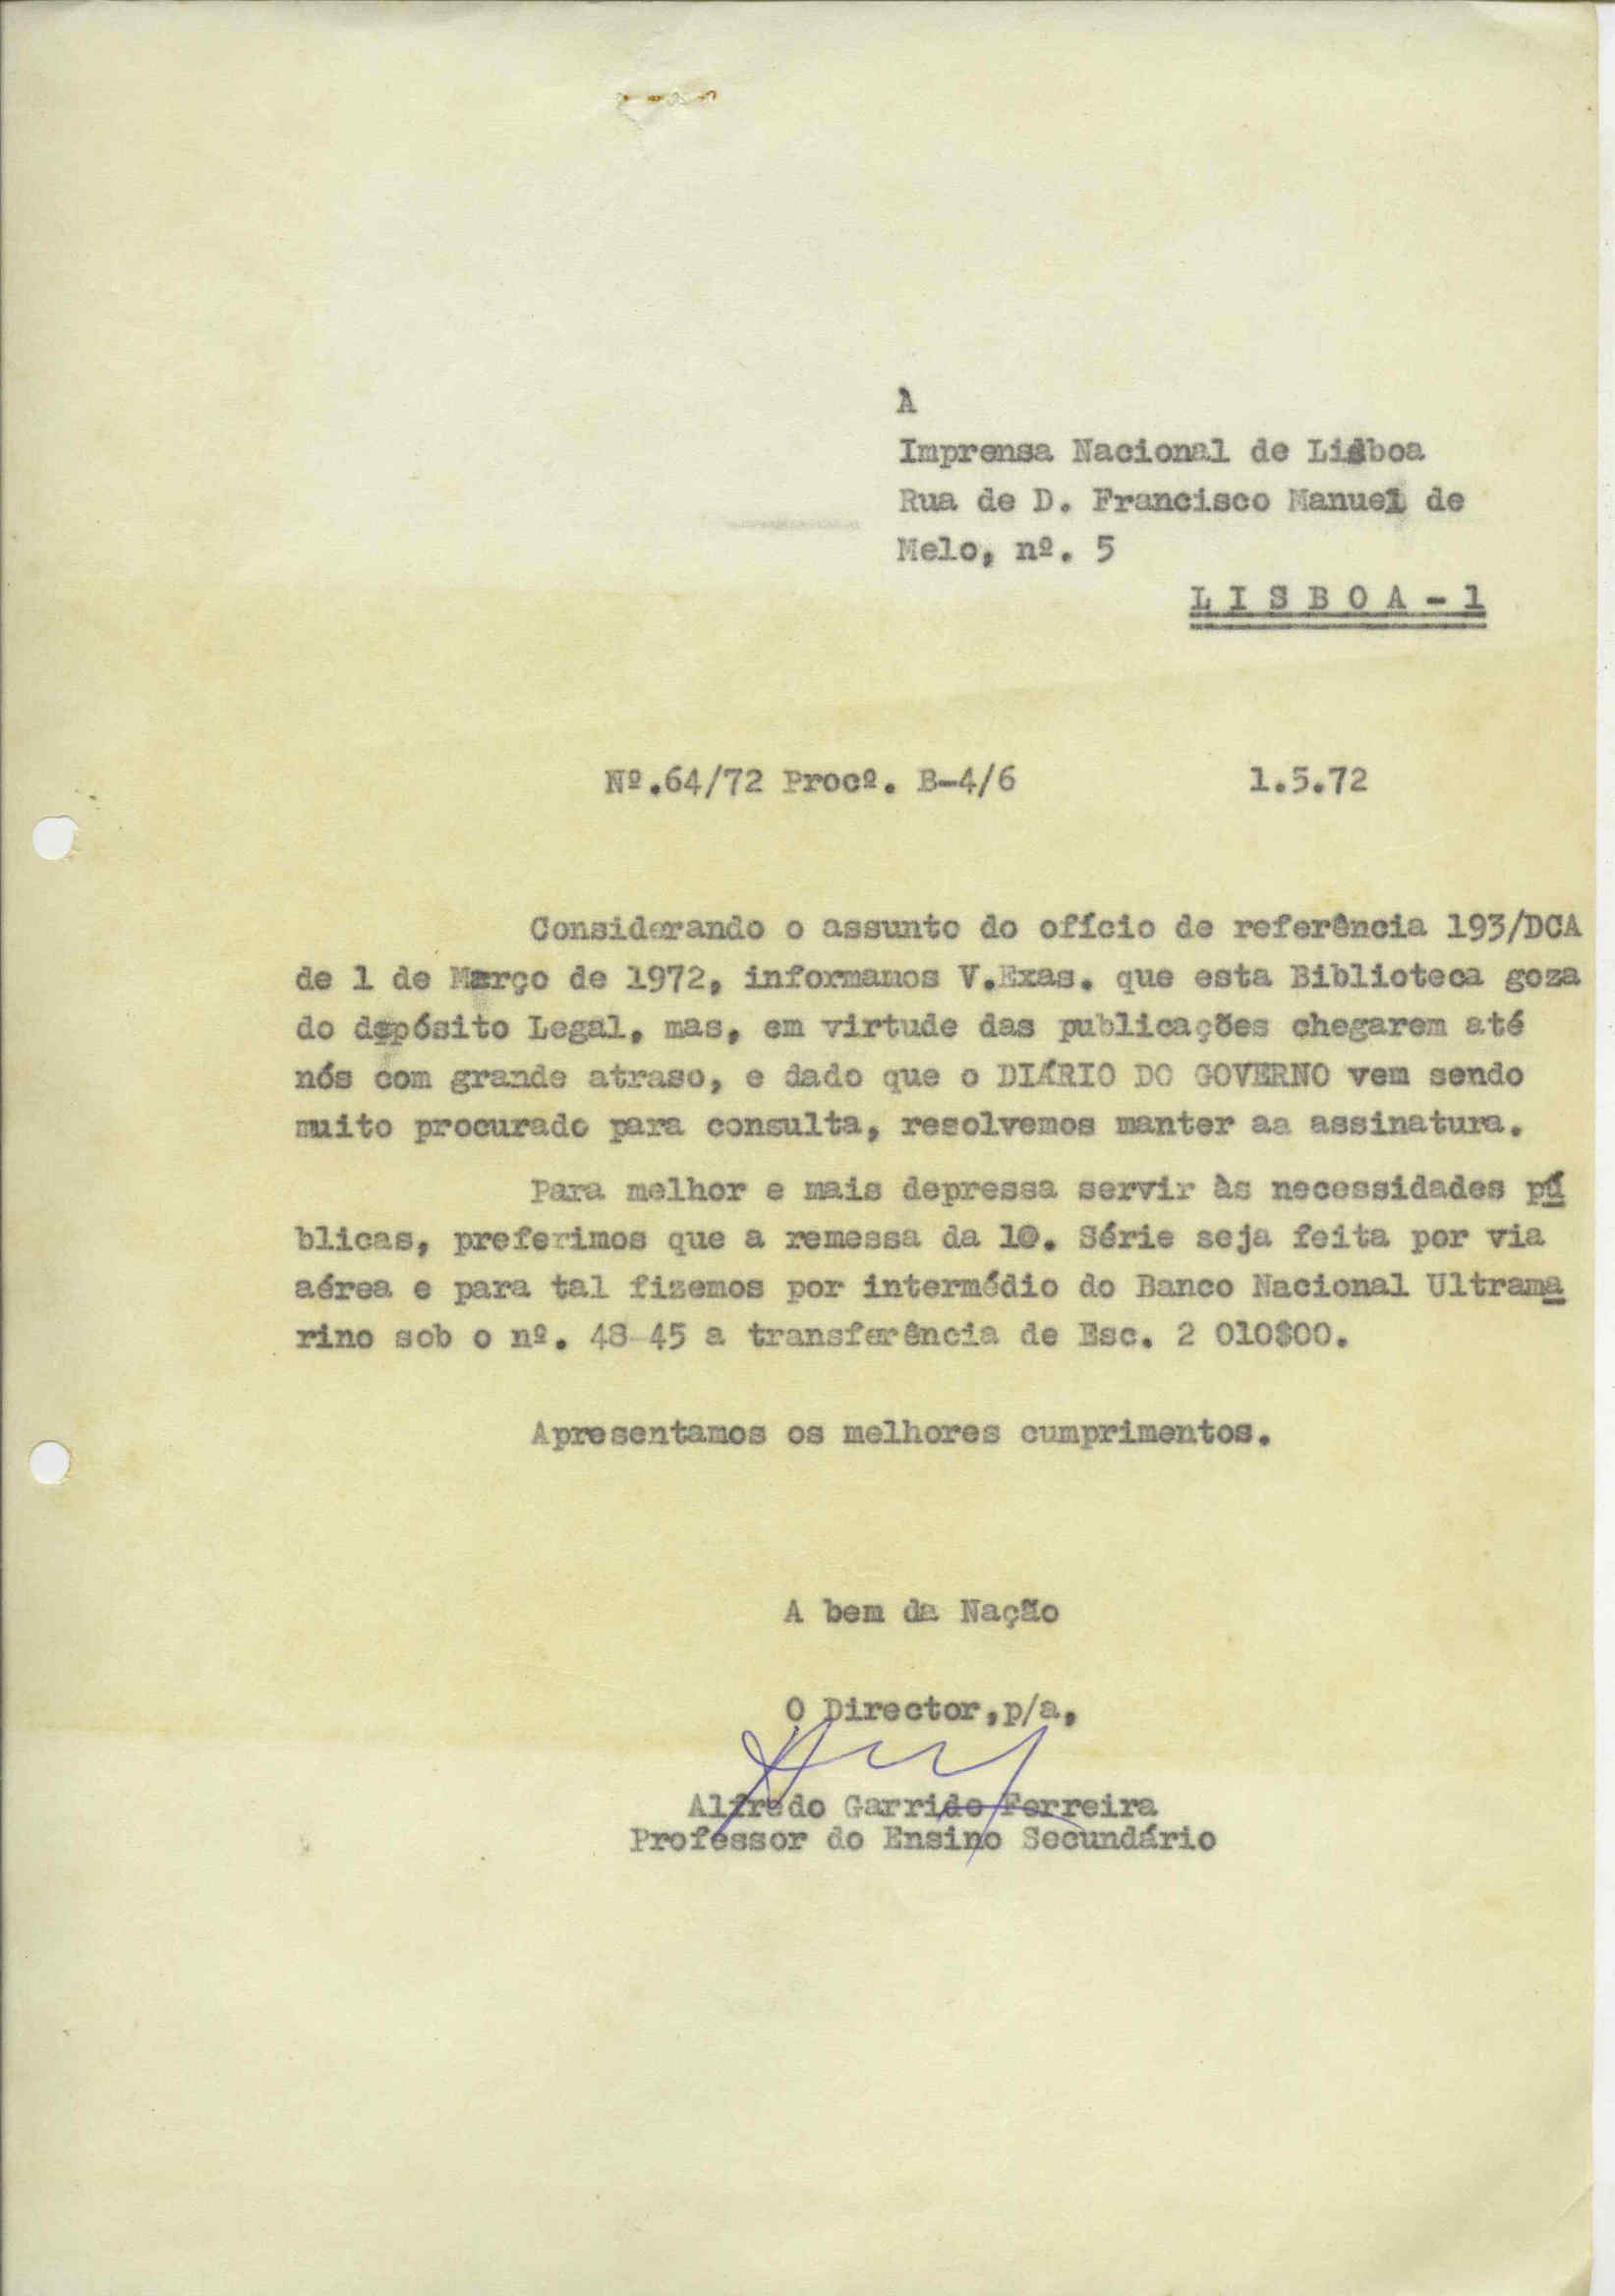 À
Imprensa Nacional de Lisboa
Rua de D. Francisco Manuel de
Melo, nº. 5
L I S B O A - 1
Nº.64/72 Procº. B-4/6 1.5.72
Considerando o assunto do ofício de referência 193/DCA
de 1 de Março de 1972, informamos V.Exas. que esta Biblioteca goza
do depósito Legal, mas, em virtude das publicações chegarem até
nós com grande atraso, e dado que o DIÁRIO DO GOVERNO vem sendo
muito procurado para consulta, resolvemos manter aa assinatura.
Para melhor e mais depressa servir às necessidades pú
blicas, preferimos que a remessa da 1@. Série seja feita por via
aérea e para tal fizemos por intermédio do Banco Nacional Ultrama
rino sob o nº. 48-45 a transferência de Esc. 2 010$00.
Apresentamos os melhores cumprimentos.
A bem da Nação
O Director,p/a,
Alfredo Garrido Ferreira
Professor do Ensino Secundário